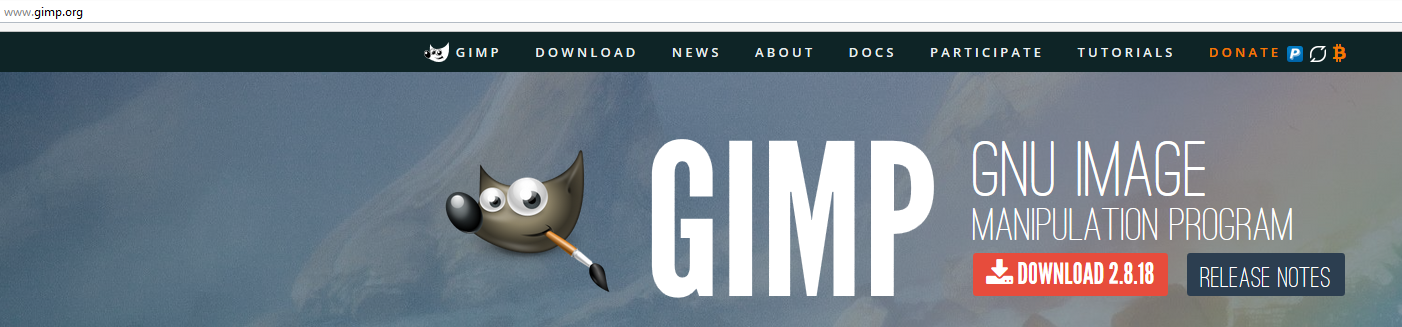 www.gimp.org
GIMP DOWNLOAD NEWS ABOUT DOCS PARTICIPATE TUTORIALS DONATE
GIMP
GNU IMAGE
MANIPULATION PROGRAM
DOWNLOAD 2.8.18 RELEASE NOTES